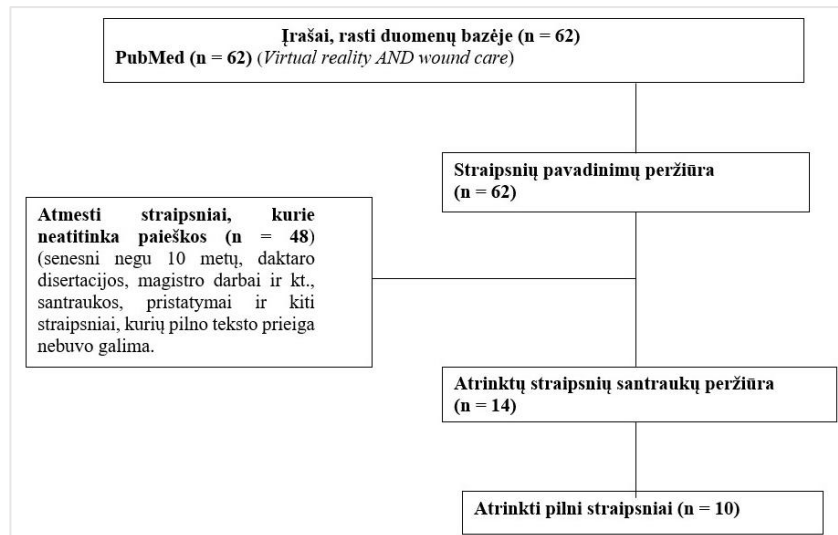 Įrašai, rasti duomenų bazėje (n = 62)
PubMed (n = 62) (Virtual reality AND wound care)
Straipsnių pavadinimų peržiūra
(n = 62)
Atmesti straipsniai, kurie
neatitinka paieškos (n = 48)
(senesni negu 10 metų, daktaro
disertacijos, magistro darbai ir kt.,
santraukos, pristatymai ir kiti
straipsniai, kurių pilno teksto prieiga
nebuvo galima.
Atrinktų straipsnių santraukų peržiūra
(n = 14)
Atrinkti pilni straipsniai (n = 10)